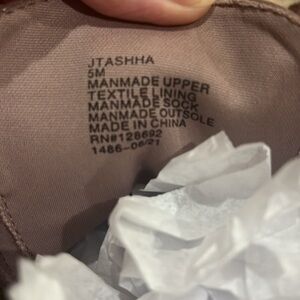 JTASHHA
5M
MANMADE UPPER
TEXTILE LINING
MANMADE SOCK
MANMADE OUTSOLE
MADE IN CHINA
RN#128692
1486-06/21